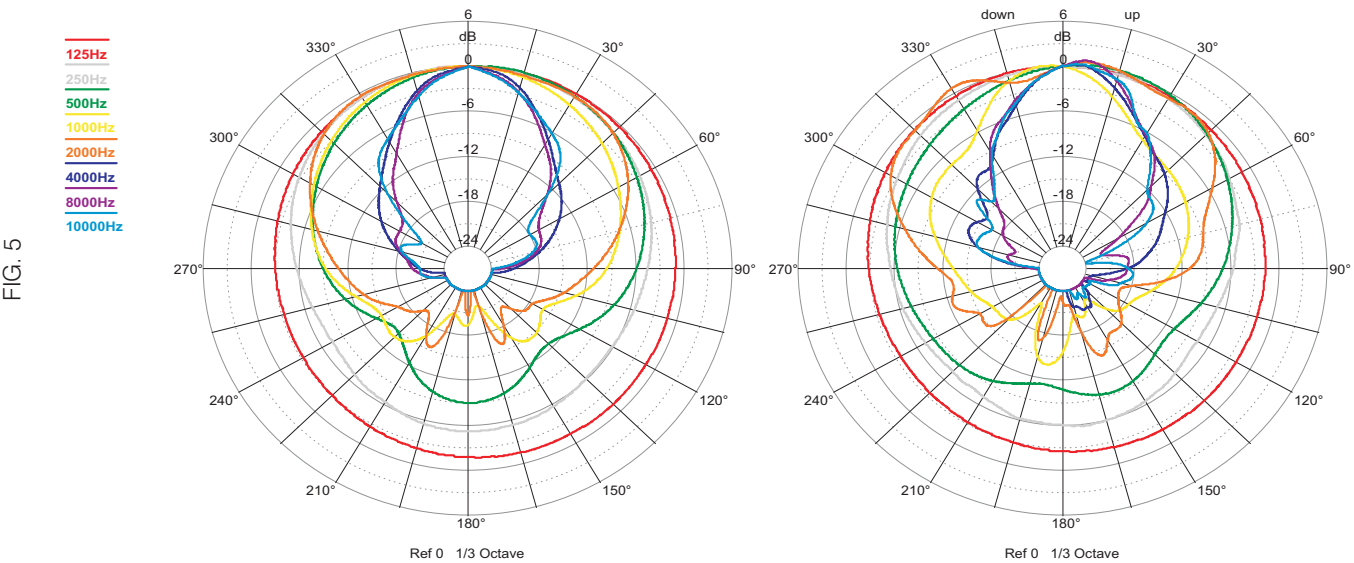 FIG. 5
125Hz
250Hz
500Hz
1000Hz
2000Hz
4000Hz
8000Hz
10000Hz
6
dB
0
-6
-12
-18
-24
30°
60°
90°
120°
150°
180°
210°
240°
270°
300°
330°
Ref 0 1/3 Octave
down
up
6
dB
0
-6
-12
-18
-24
30°
60°
90°
120°
150°
180°
210°
240°
270°
300°
330°
Ref 0 1/3 Octave